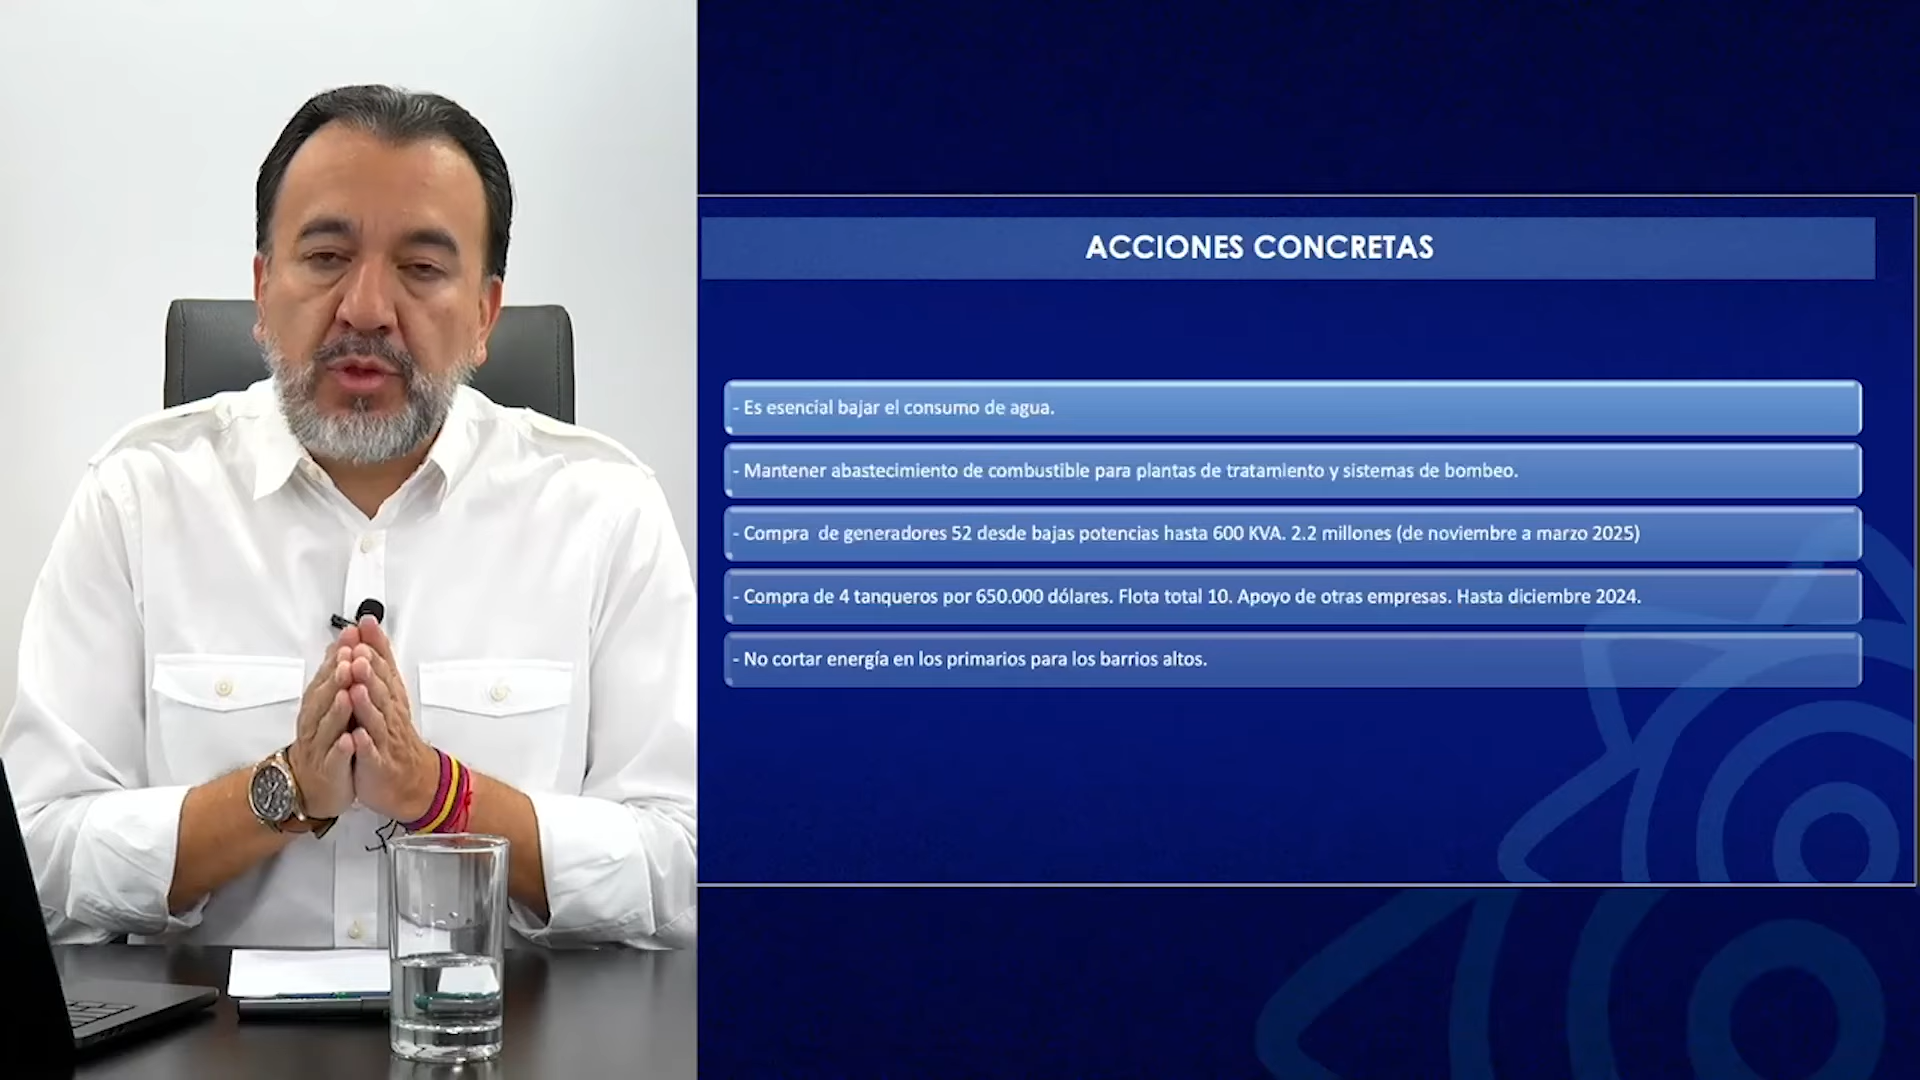 ACCIONES CONCRETAS
- Es esencial bajar el consumo de agua.
- Mantener abastecimiento de combustible para plantas de tratamiento y sistemas de bombeo.
- Compra  de generadores 52 desde bajas potencias hasta 600 KVA. 2.2 millones (de noviembre a marzo 2025)
- Compra de 4 tanqueros por 650.000 dólares. Flota total 10. Apoyo de otras empresas. Hasta diciembre 2024.
- No cortar energía en los primarios para los barrios altos.